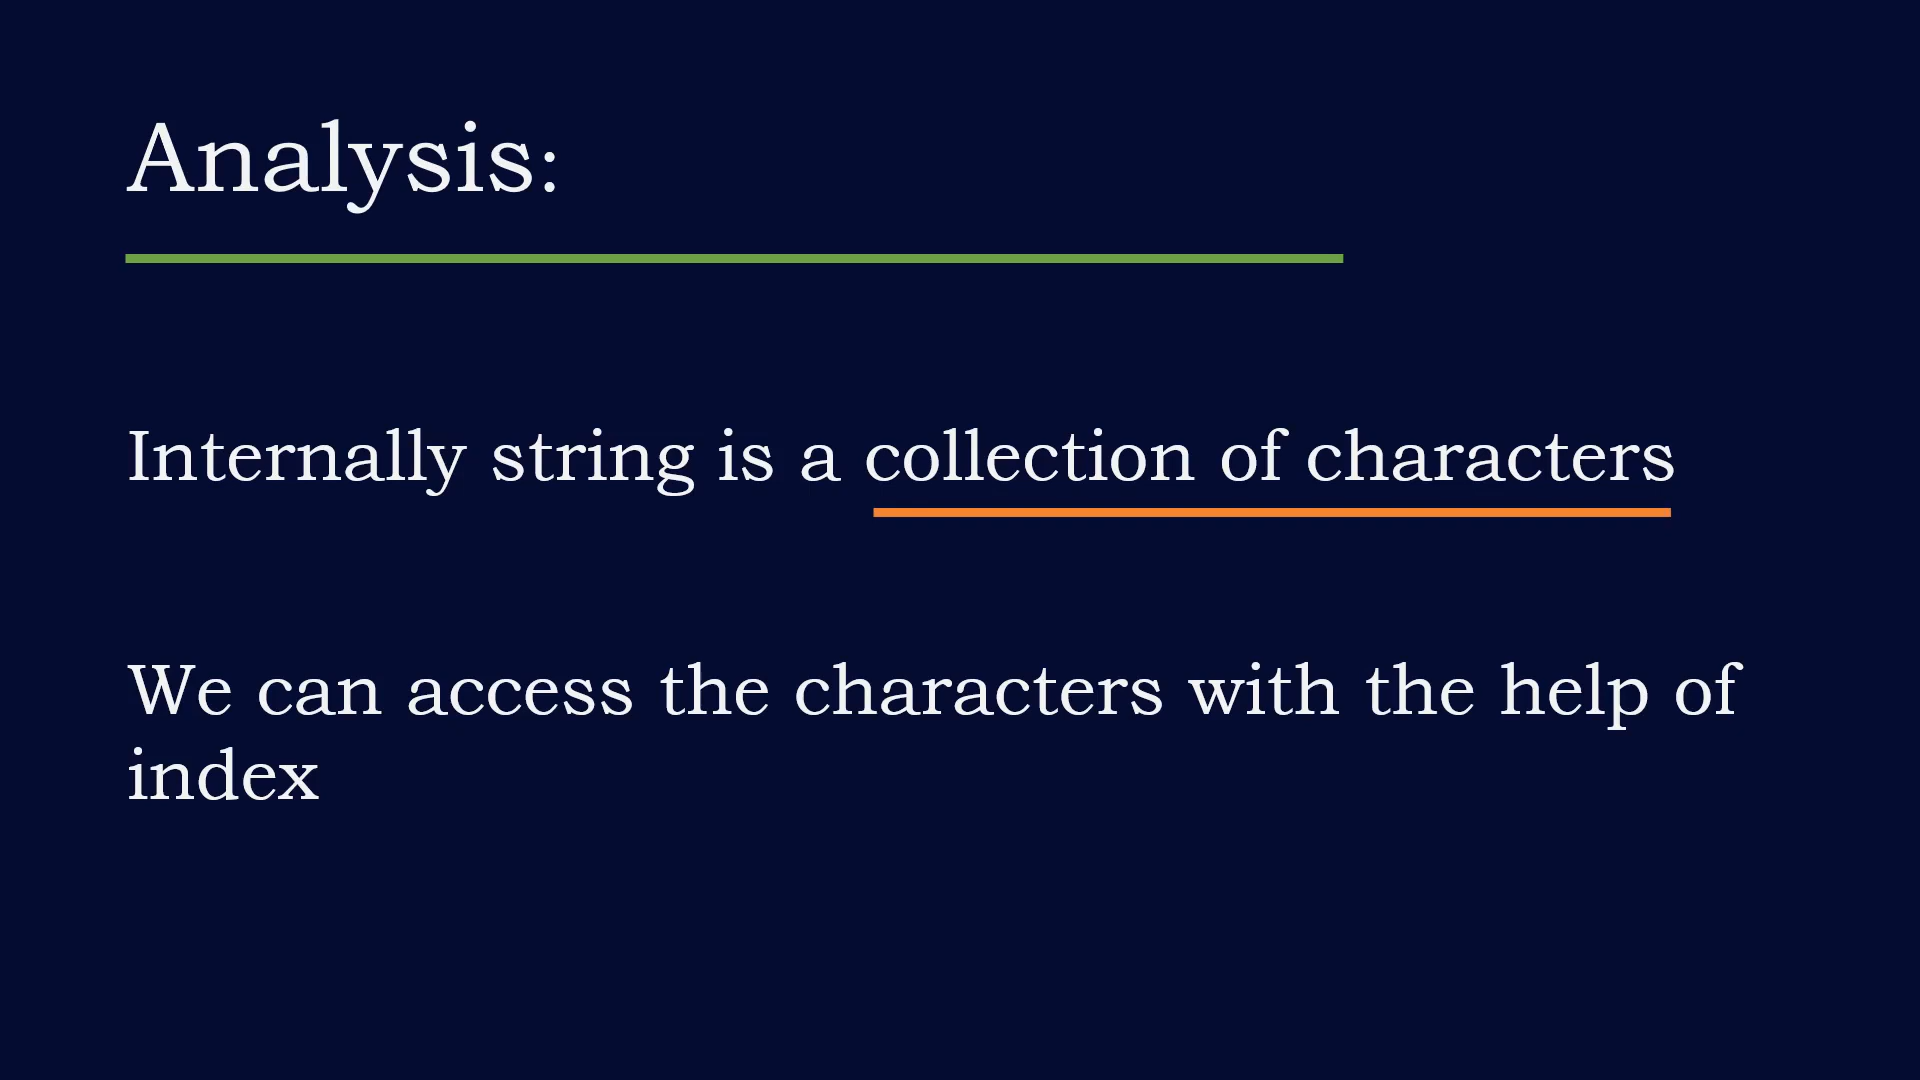 Analysis:
Internally string is a collection of characters
We can access the characters with the help of
index